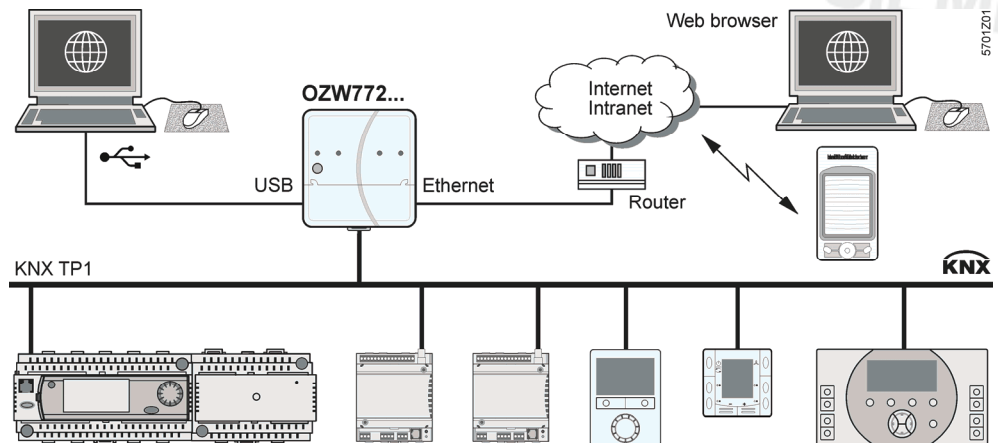 Web browser
5701Z01
OZW772...
Internet
Intranet
USB
Ethernet
Router
KNX TP1
KNX